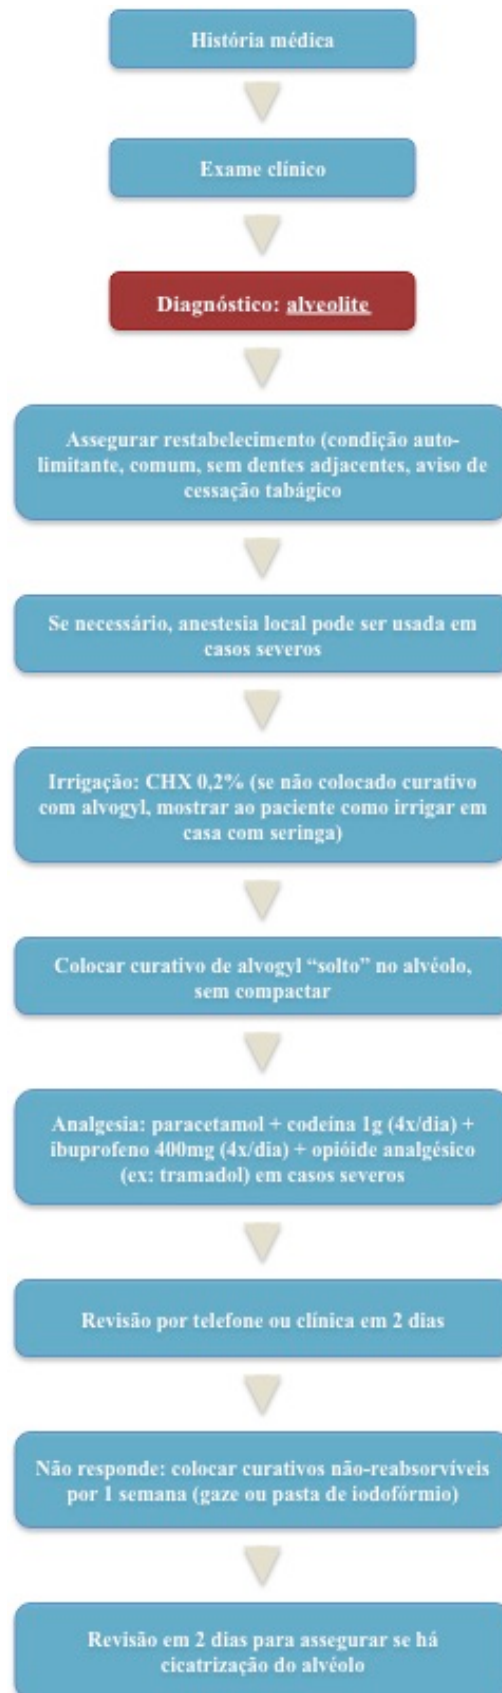 História médica
Exame clínico
Diagnóstico: alveolite
Assegurar restabelecimento (condição auto-
limitante, comum, sem dentes adjacentes, aviso de
cessação tabágico
Se necessário, anestesia local pode ser usada em
casos severos
Irrigação: CHX 0,2% (se não colocado curativo
com alvogyl, mostrar ao paciente como irrigar em
casa com seringa)
Colocar curativo de alvogyl “solto” no alvéolo,
sem compactar
Analgesia: paracetamol + codeína 1g (4x/dia) +
ibuprofeno 400mg (4x/dia) + opióide analgésico
(ex: tramadol) em casos severos
Revisão por telefone ou clínica em 2 dias
Não responde: colocar curativos não-reabsorvíveis
por 1 semana (gaze ou pasta de iodofórmio)
Revisão em 2 dias para assegurar se há
cicatrização do alvéolo